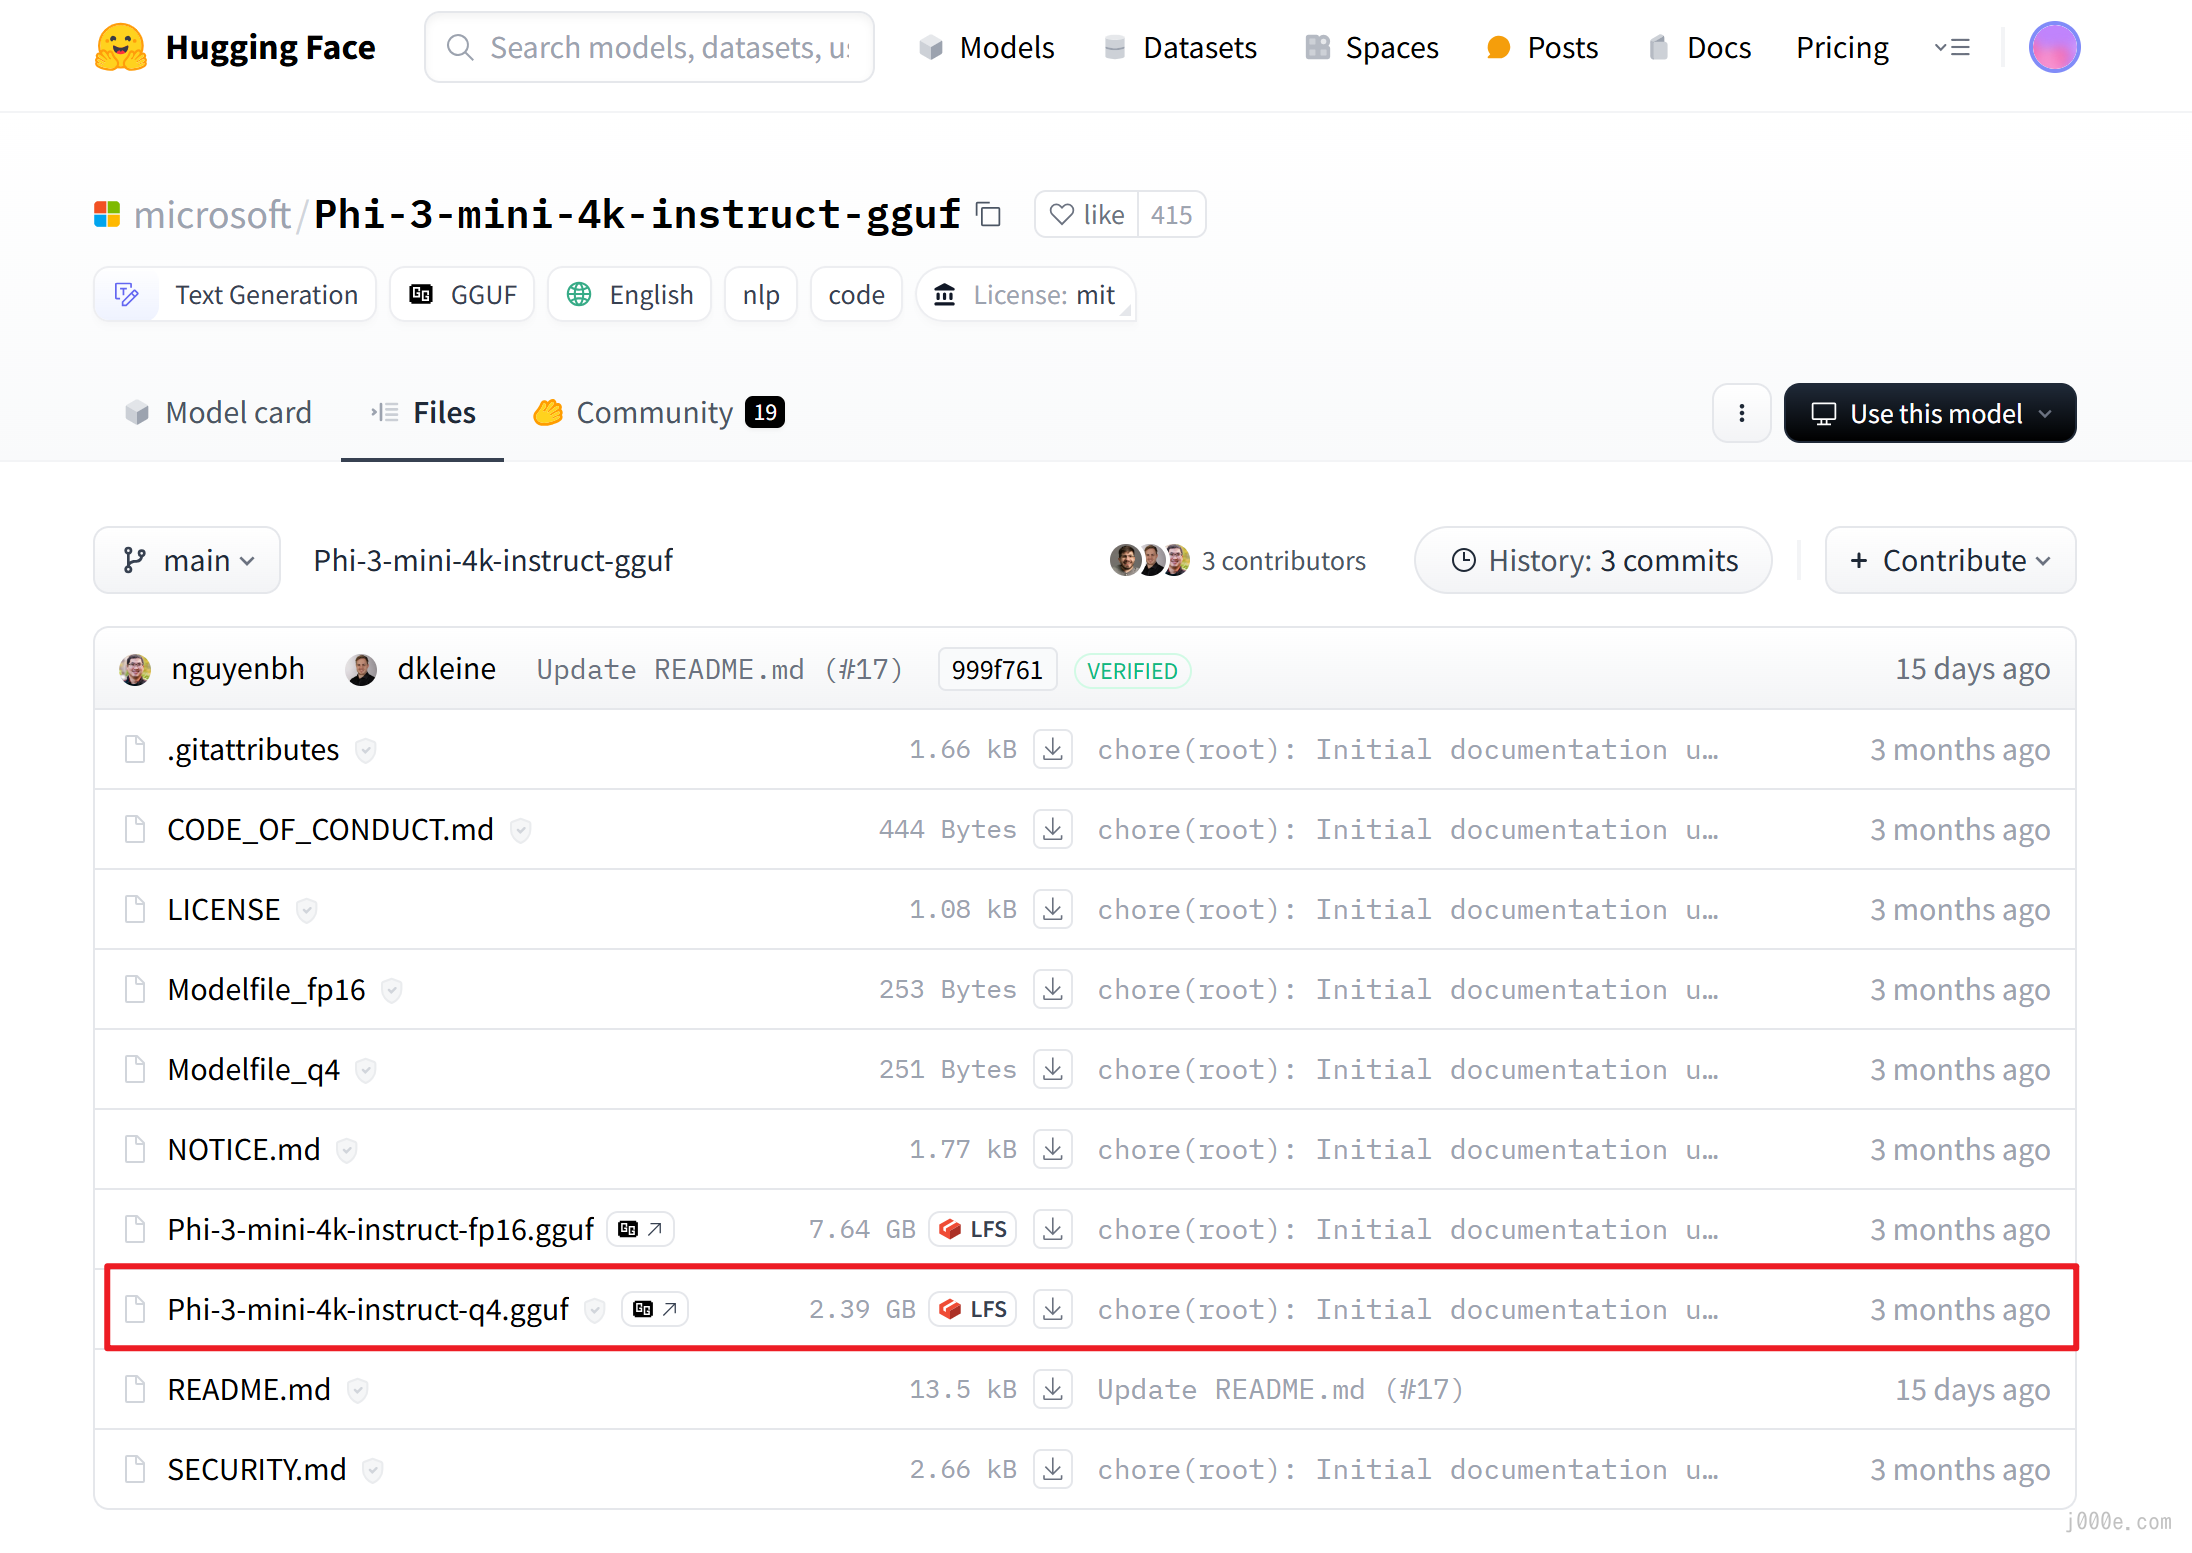 Hugging Face Search models, datasets, us Models Datasets Spaces Posts Docs Pricing
microsoft/Phi-3-mini-4k-instruct-gguf like 415
Text Generation GGUF English nlp code License: mit
Model card Files Community 19 Use this model
main Phi-3-mini-4k-instruct-gguf 3 contributors History: 3 commits + Contribute
nguyenbh dkleine Update README.md (#17) 999f761 VERIFIED 15 days ago
.gitattributes 1.66 kB chore(root): Initial documentation u… 3 months ago
CODE_OF_CONDUCT.md 444 Bytes chore(root): Initial documentation u… 3 months ago
LICENSE 1.08 kB chore(root): Initial documentation u… 3 months ago
Modelfile_fp16 253 Bytes chore(root): Initial documentation u… 3 months ago
Modelfile_q4 251 Bytes chore(root): Initial documentation u… 3 months ago
NOTICE.md 1.77 kB chore(root): Initial documentation u… 3 months ago
Phi-3-mini-4k-instruct-fp16.gguf 7.64 GB LFS chore(root): Initial documentation u… 3 months ago
Phi-3-mini-4k-instruct-q4.gguf 2.39 GB LFS chore(root): Initial documentation u… 3 months ago
README.md 13.5 kB Update README.md (#17) 15 days ago
SECURITY.md 2.66 kB chore(root): Initial documentation u… 3 months ago
j000e.com